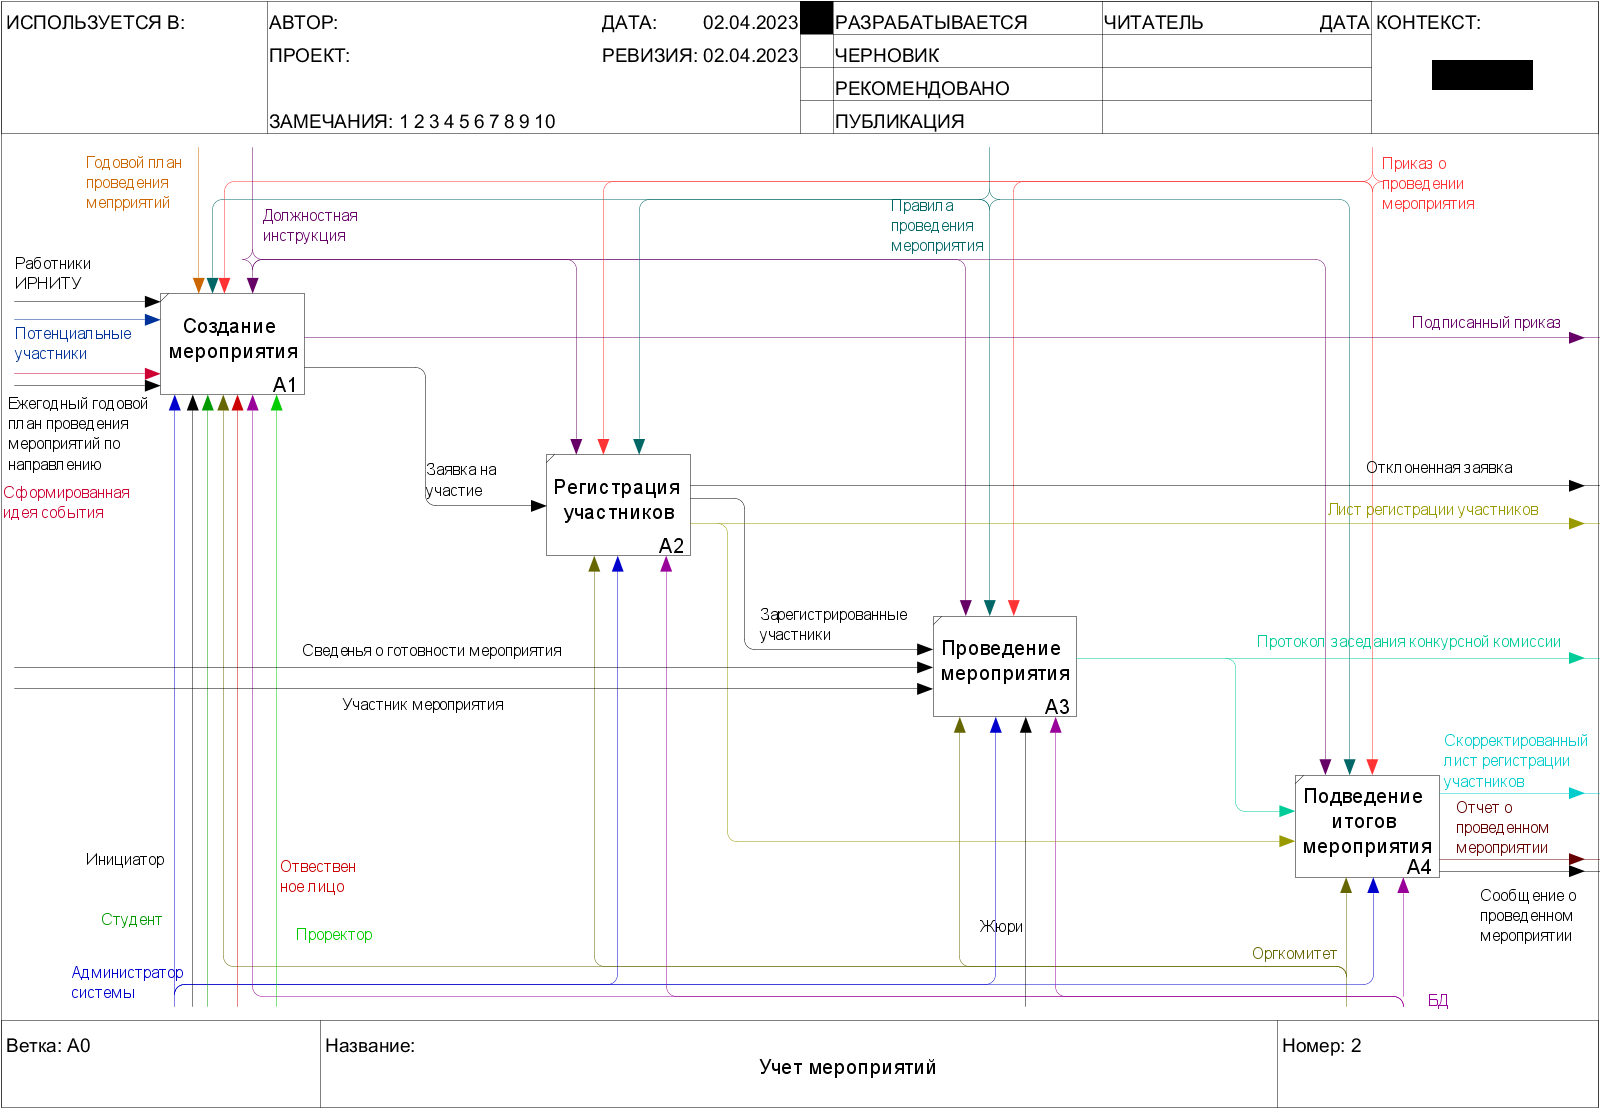 ИСПОЛЬЗУЕТСЯ В:
АВТОР:
ДАТА: 02.04.2023
РАЗРАБАТЫВАЕТСЯ
ЧИТАТЕЛЬ
ДАТА
КОНТЕКСТ:
ПРОЕКТ:
РЕВИЗИЯ: 02.04.2023
ЧЕРНОВИК
РЕКОМЕНДОВАНО
ЗАМЕЧАНИЯ: 1 2 3 4 5 6 7 8 9 10
ПУБЛИКАЦИЯ
Годовой план
проведения
мепрриятий
Должностная
инструкция
Правила
проведения
мероприятия
Приказ о
проведении
мероприятия
Работники
ИРНИТУ
Потенциальные
участники
Создание
мероприятия
A1
Подписанный приказ
Ежегодный годовой
план проведения
мероприятий по
направлению
Сформированная
идея события
Заявка на
участие
Регистрация
участников
A2
Отклоненная заявка
Лист регистрации участников
Зарегистрированные
участники
Сведенья о готовности мероприятия
Участник мероприятия
Проведение
мероприятия
A3
Протокол заседания конкурсной комиссии
Скорректированный
лист регистрации
участников
Подведение
итогов
мероприятия
A4
Отчет о
проведенном
мероприятии
Сообщение о
проведенном
мероприятии
Инициатор
Отвествен
ное лицо
Студент
Проректор
Жюри
Оргкомитет
Администратор
системы
БД
Ветка: A0
Название:
Учет мероприятий
Номер: 2